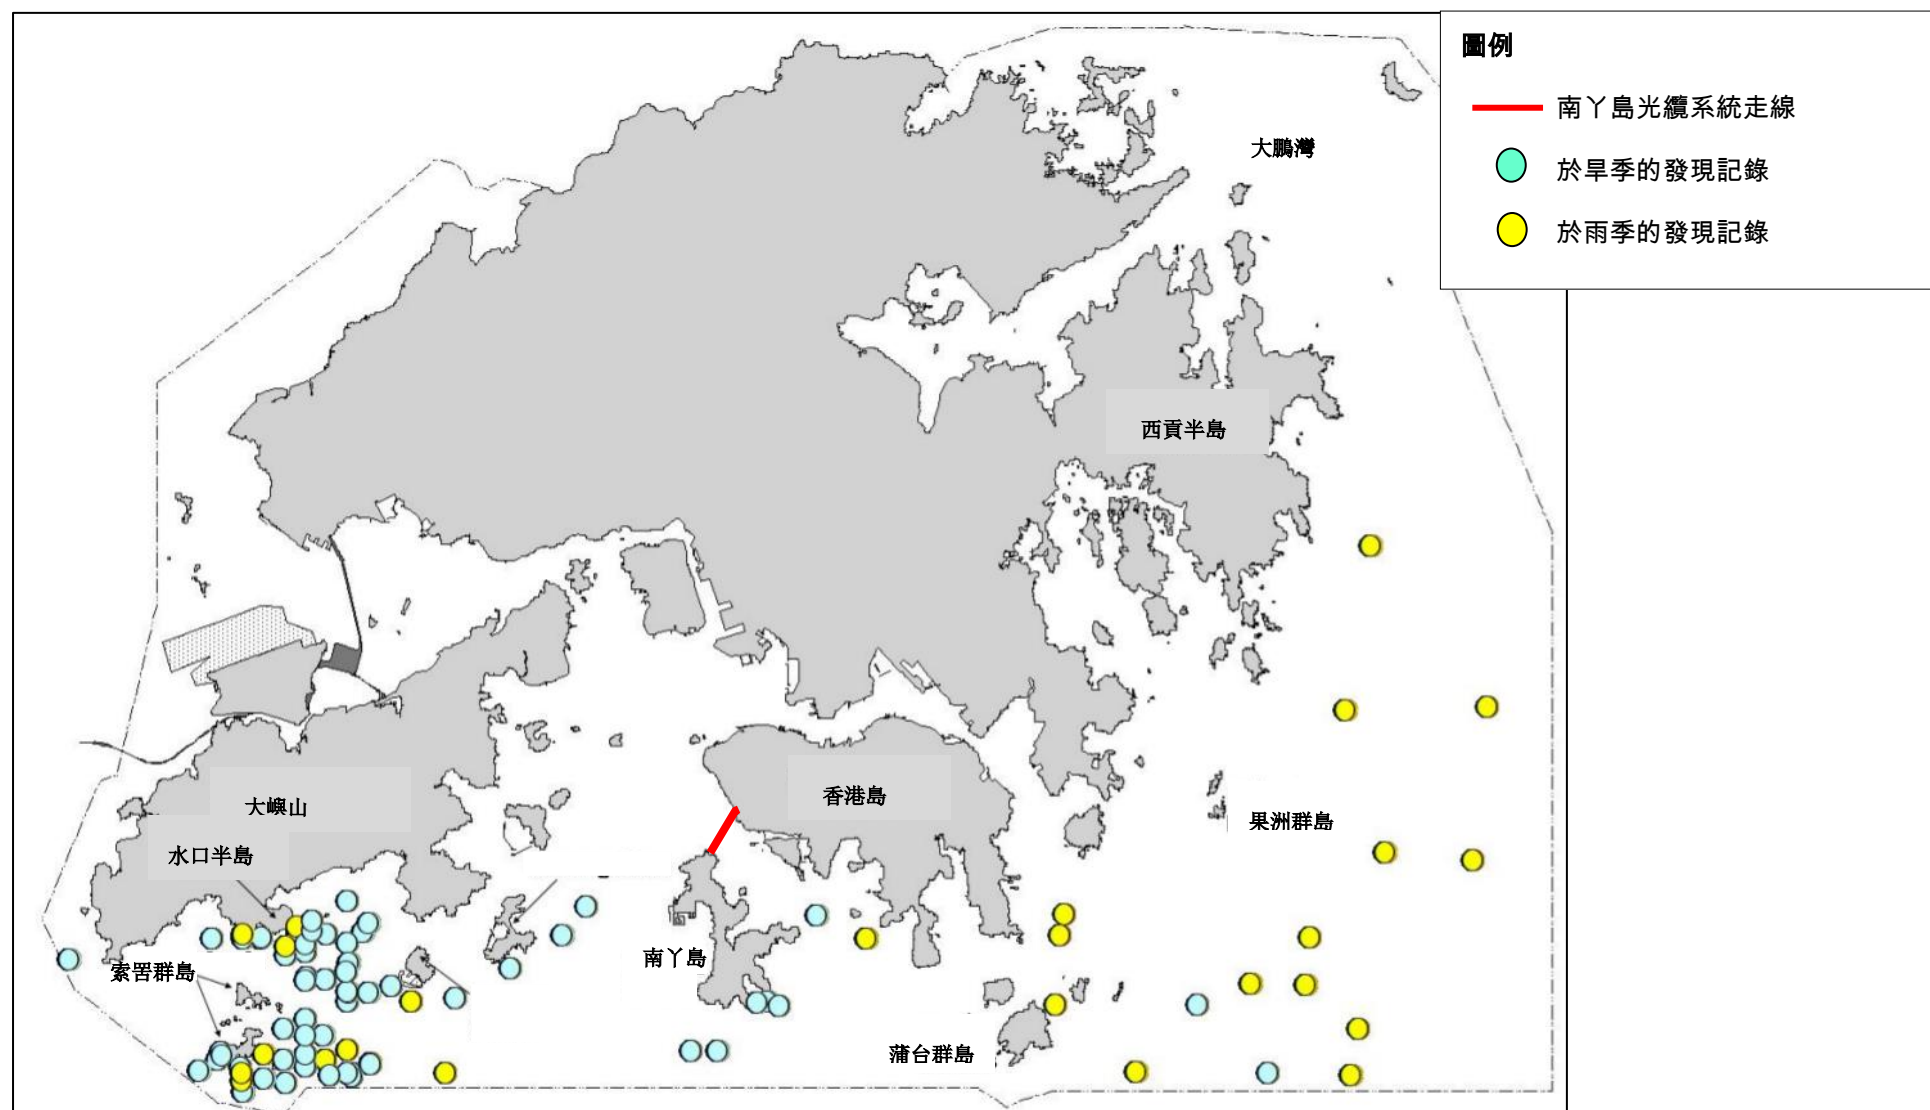 圖例
南丫島光纜系統走線
於旱季的發現記錄
於雨季的發現記錄
大鵬灣
西貢半島
香港島
大嶼山
果洲群島
水口半島
南丫島
索罟群島
蒲台群島